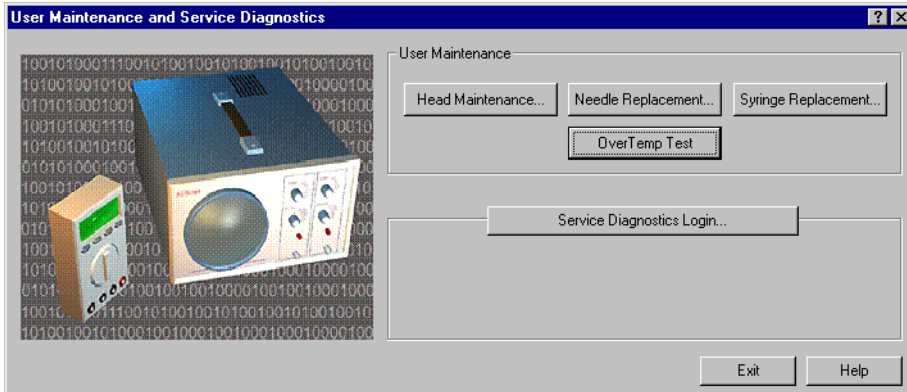 User Maintenance and Service Diagnostics
User Maintenance
Head Maintenance... Needle Replacement... Syringe Replacement...
OverTemp Test
Service Diagnostics Login...
Exit Help